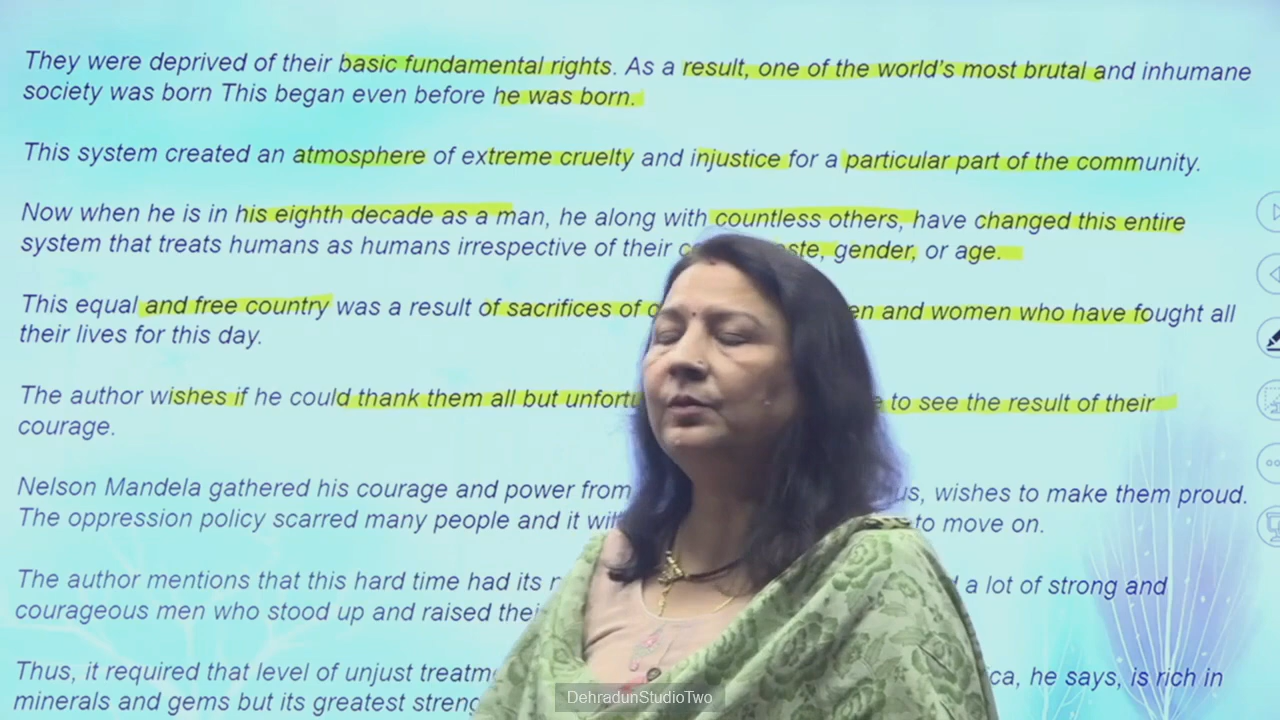 They were deprived of their basic fundamental rights. As a result, one of the world's most brutal and inhumane
society was born This began even before he was born.
This system created an atmosphere of extreme cruelty and injustice for a particular part of the community.
Now when he is in his eighth decade as a man, he along with countless others, have changed this entire
system that treats humans as humans irrespective of their gender, or age.
This equal and free country was a result of sacrifices of and women who have fought all
their lives for this day.
The author wishes if he could thank them all but to see the result of their
courage.
Nelson Mandela gathered his courage and power from wishes to make them proud.
The oppression policy scarred many people and it to move on.
The author mentions that this hard time had its a lot of strong and
courageous men who stood up and raised
Thus, it required that level of unjust he says, is rich in
minerals and gems but its greatest
DehradunStudioTwo